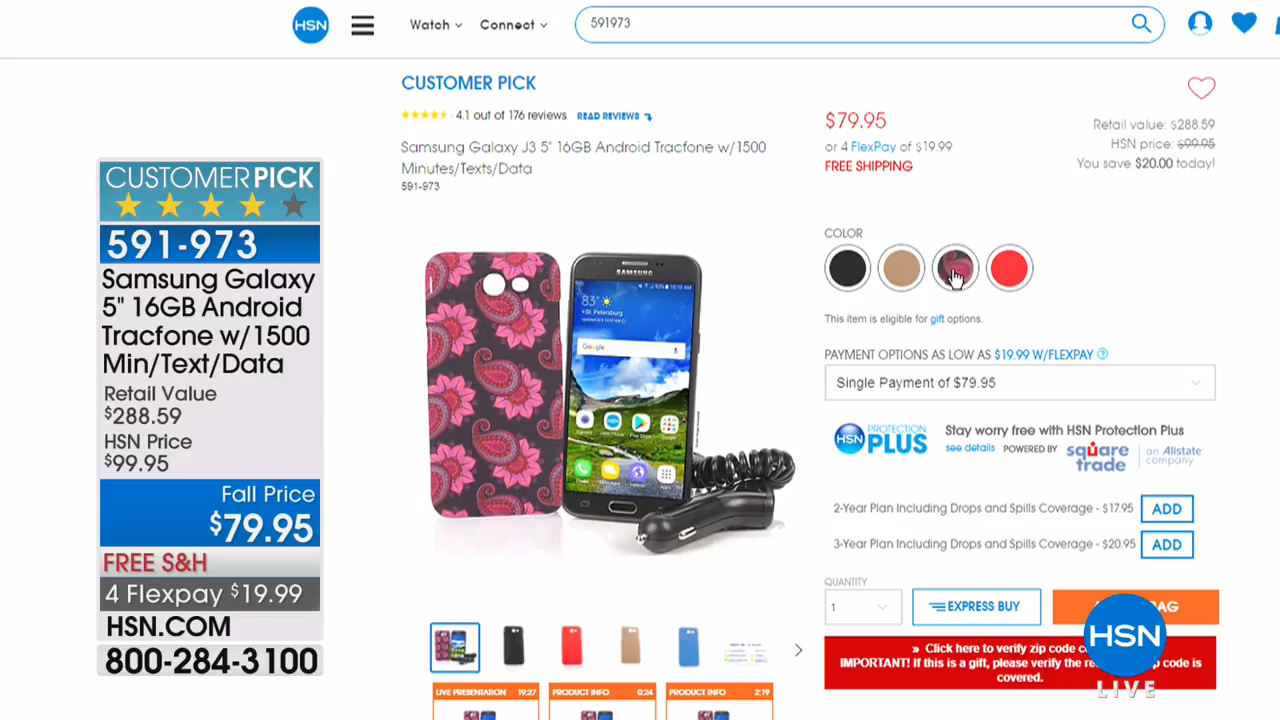 HSN
Watch
Connect
591973
CUSTOMER PICK
4.1 out of 176 reviews READ REVIEWS
Samsung Galaxy J3 5" 16GB Android Tracfone w/1500
Minutes/Texts/Data
591-973
$79.95
or 4 FlexPay of $19.99
FREE SHIPPING
Retail value: $288.59
HSN price: $99.95
You save $20.00 today!
CUSTOMER PICK
591-973
Samsung Galaxy
5" 16GB Android
Tracfone w/1500
Min/Text/Data
Retail Value
$288.59
HSN Price
$99.95
Fall Price
$79.95
FREE S&H
4 Flexpay $19.99
HSN.COM
800-284-3100
SAMSUNG
83°
St. Petersburg
Google
COLOR
This item is eligible for gift options.
PAYMENT OPTIONS AS LOW AS $19.99 W/FLEXPAY
Single Payment of $79.95
HSN PROTECTION
PLUS
Stay worry free with HSN Protection Plus
see details POWERED BY
square
trade
an Allstate
company
2-Year Plan Including Drops and Spills Coverage - $17.95 ADD
3-Year Plan Including Drops and Spills Coverage - $20.95 ADD
QUANTITY
1
EXPRESS BUY
» Click here to verify zip code
IMPORTANT! If this is a gift, please verify the
code is
covered.
HSN
LIVE
LIVE PRESENTATION 19:27
PRODUCT INFO 0:24
PRODUCT INFO 2:19